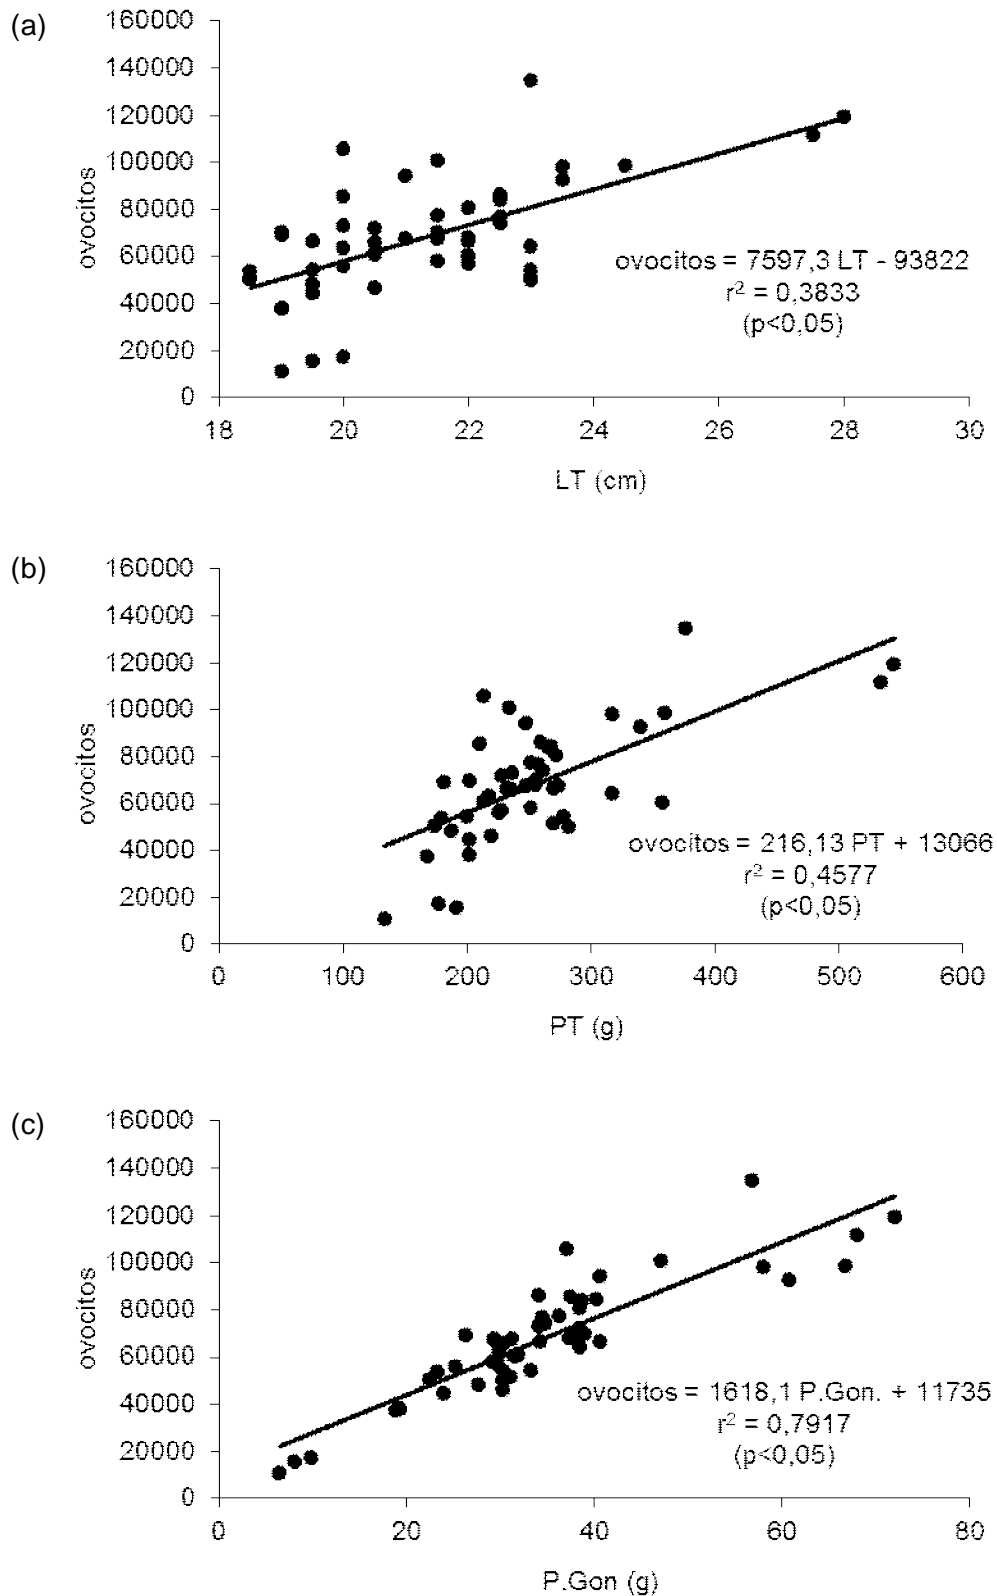 (a)
160000
140000
120000
100000
80000
60000
40000
20000
0
ovocitos
ovocitos = 7597,3 LT - 93822
r² = 0,3833
(p<0,05)
18 20 22 24 26 28 30
LT (cm)
(b)
160000
140000
120000
100000
80000
60000
40000
20000
0
ovocitos
ovocitos = 216,13 PT + 13066
r² = 0,4577
(p<0,05)
0 100 200 300 400 500 600
PT (g)
(c)
160000
140000
120000
100000
80000
60000
40000
20000
0
ovocitos
ovocitos = 1618,1 P.Gon. + 11735
r² = 0,7917
(p<0,05)
0 20 40 60 80
P.Gon (g)